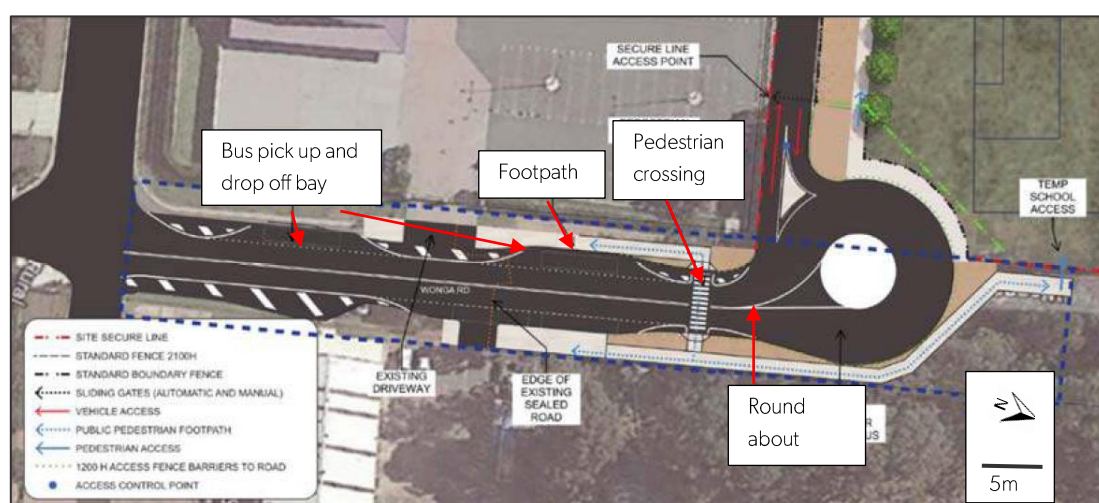 SECURE LINE
ACCESS POINT
Bus pick up and
drop off bay
Footpath
Pedestrian
crossing
TEMP
SCHOOL
ACCESS
WONGA RD
SITE SECURE LINE
STANDARD FENCE 2100H
STANDARD BOUNDARY FENCE
SLIDING GATES (AUTOMATIC AND MANUAL)
VEHICLE ACCESS
PUBLIC PEDESTRIAN FOOTPATH
PEDESTRIAN ACCESS
1200 H ACCESS FENCE BARRIERS TO ROAD
ACCESS CONTROL POINT
EXISTING
DRIVEWAY
EDGE OF
EXISTING
SEALED
ROAD
Round
about
N
5m